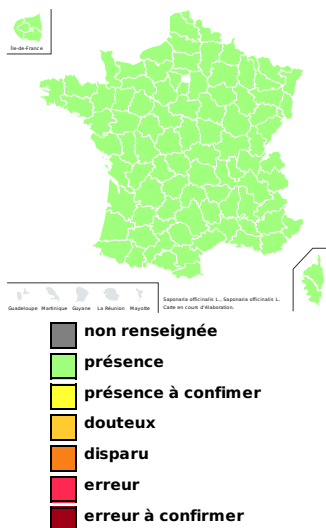 Île-de-France
Guadeloupe Martinique Guyane La Réunion Mayotte
Saponaria officinalis L., Saponaria officinalis L.
Carte en cours d'élaboration.
non renseignée
présence
présence à confimer
douteux
disparu
erreur
erreur à confirmer